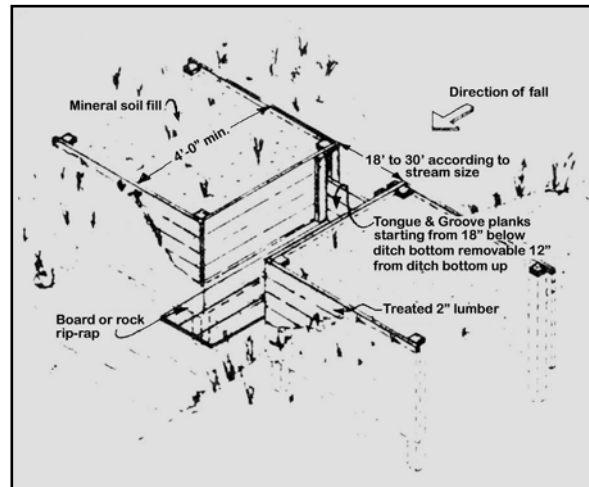 Direction of fall
Mineral soil fill
4'-0" min.
18' to 30' according to
stream size
Tongue & Groove planks
starting from 18" below
ditch bottom removable 12"
from ditch bottom up
Board or rock
rip-rap
Treated 2" lumber